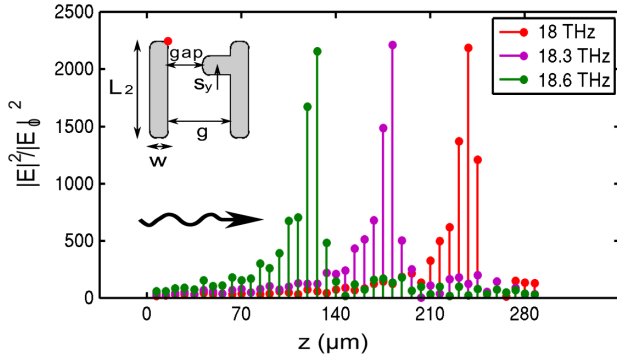 2500
2000
1500
1000
500
0
|E|²/|E₀|²
0
70
140
210
280
z (μm)
18 THz
18.3 THz
18.6 THz
gap
L₂
s_y
g
w